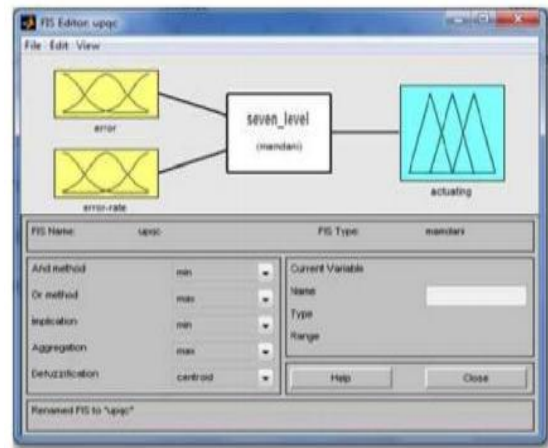 FIS Editor: upqc
File Edit View
error
seven_level
(mamdani)
error-rate
actuating
FIS Name: upqc FIS Type: mamdani
And method min
Or method max
Implication min
Aggregation max
Defuzzification centroid
Current Variable
Name
Type
Range
Help Close
Renamed FIS to "upqc"